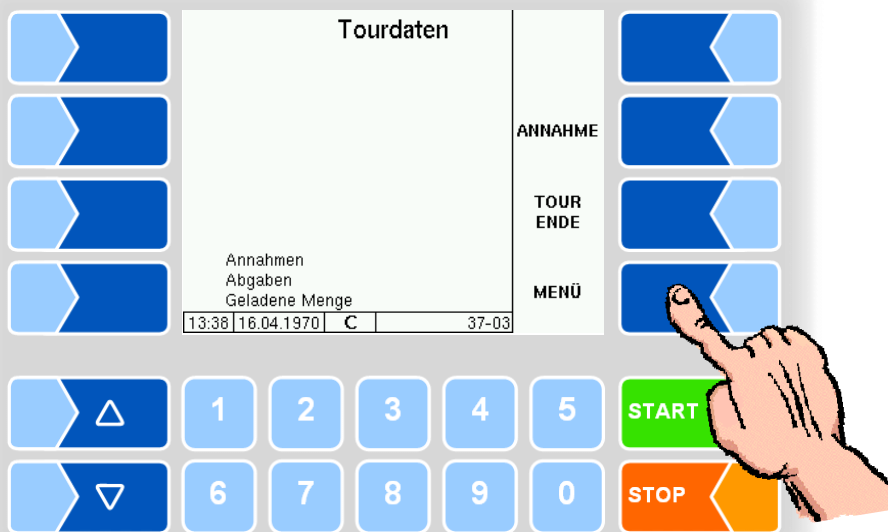 Tourdaten
ANNAHME
TOUR
ENDE
Annahmen
Abgaben
Geladene Menge
MENÜ
13:38 16.04.1970 C 37-03
1 2 3 4 5 START
6 7 8 9 0 STOP